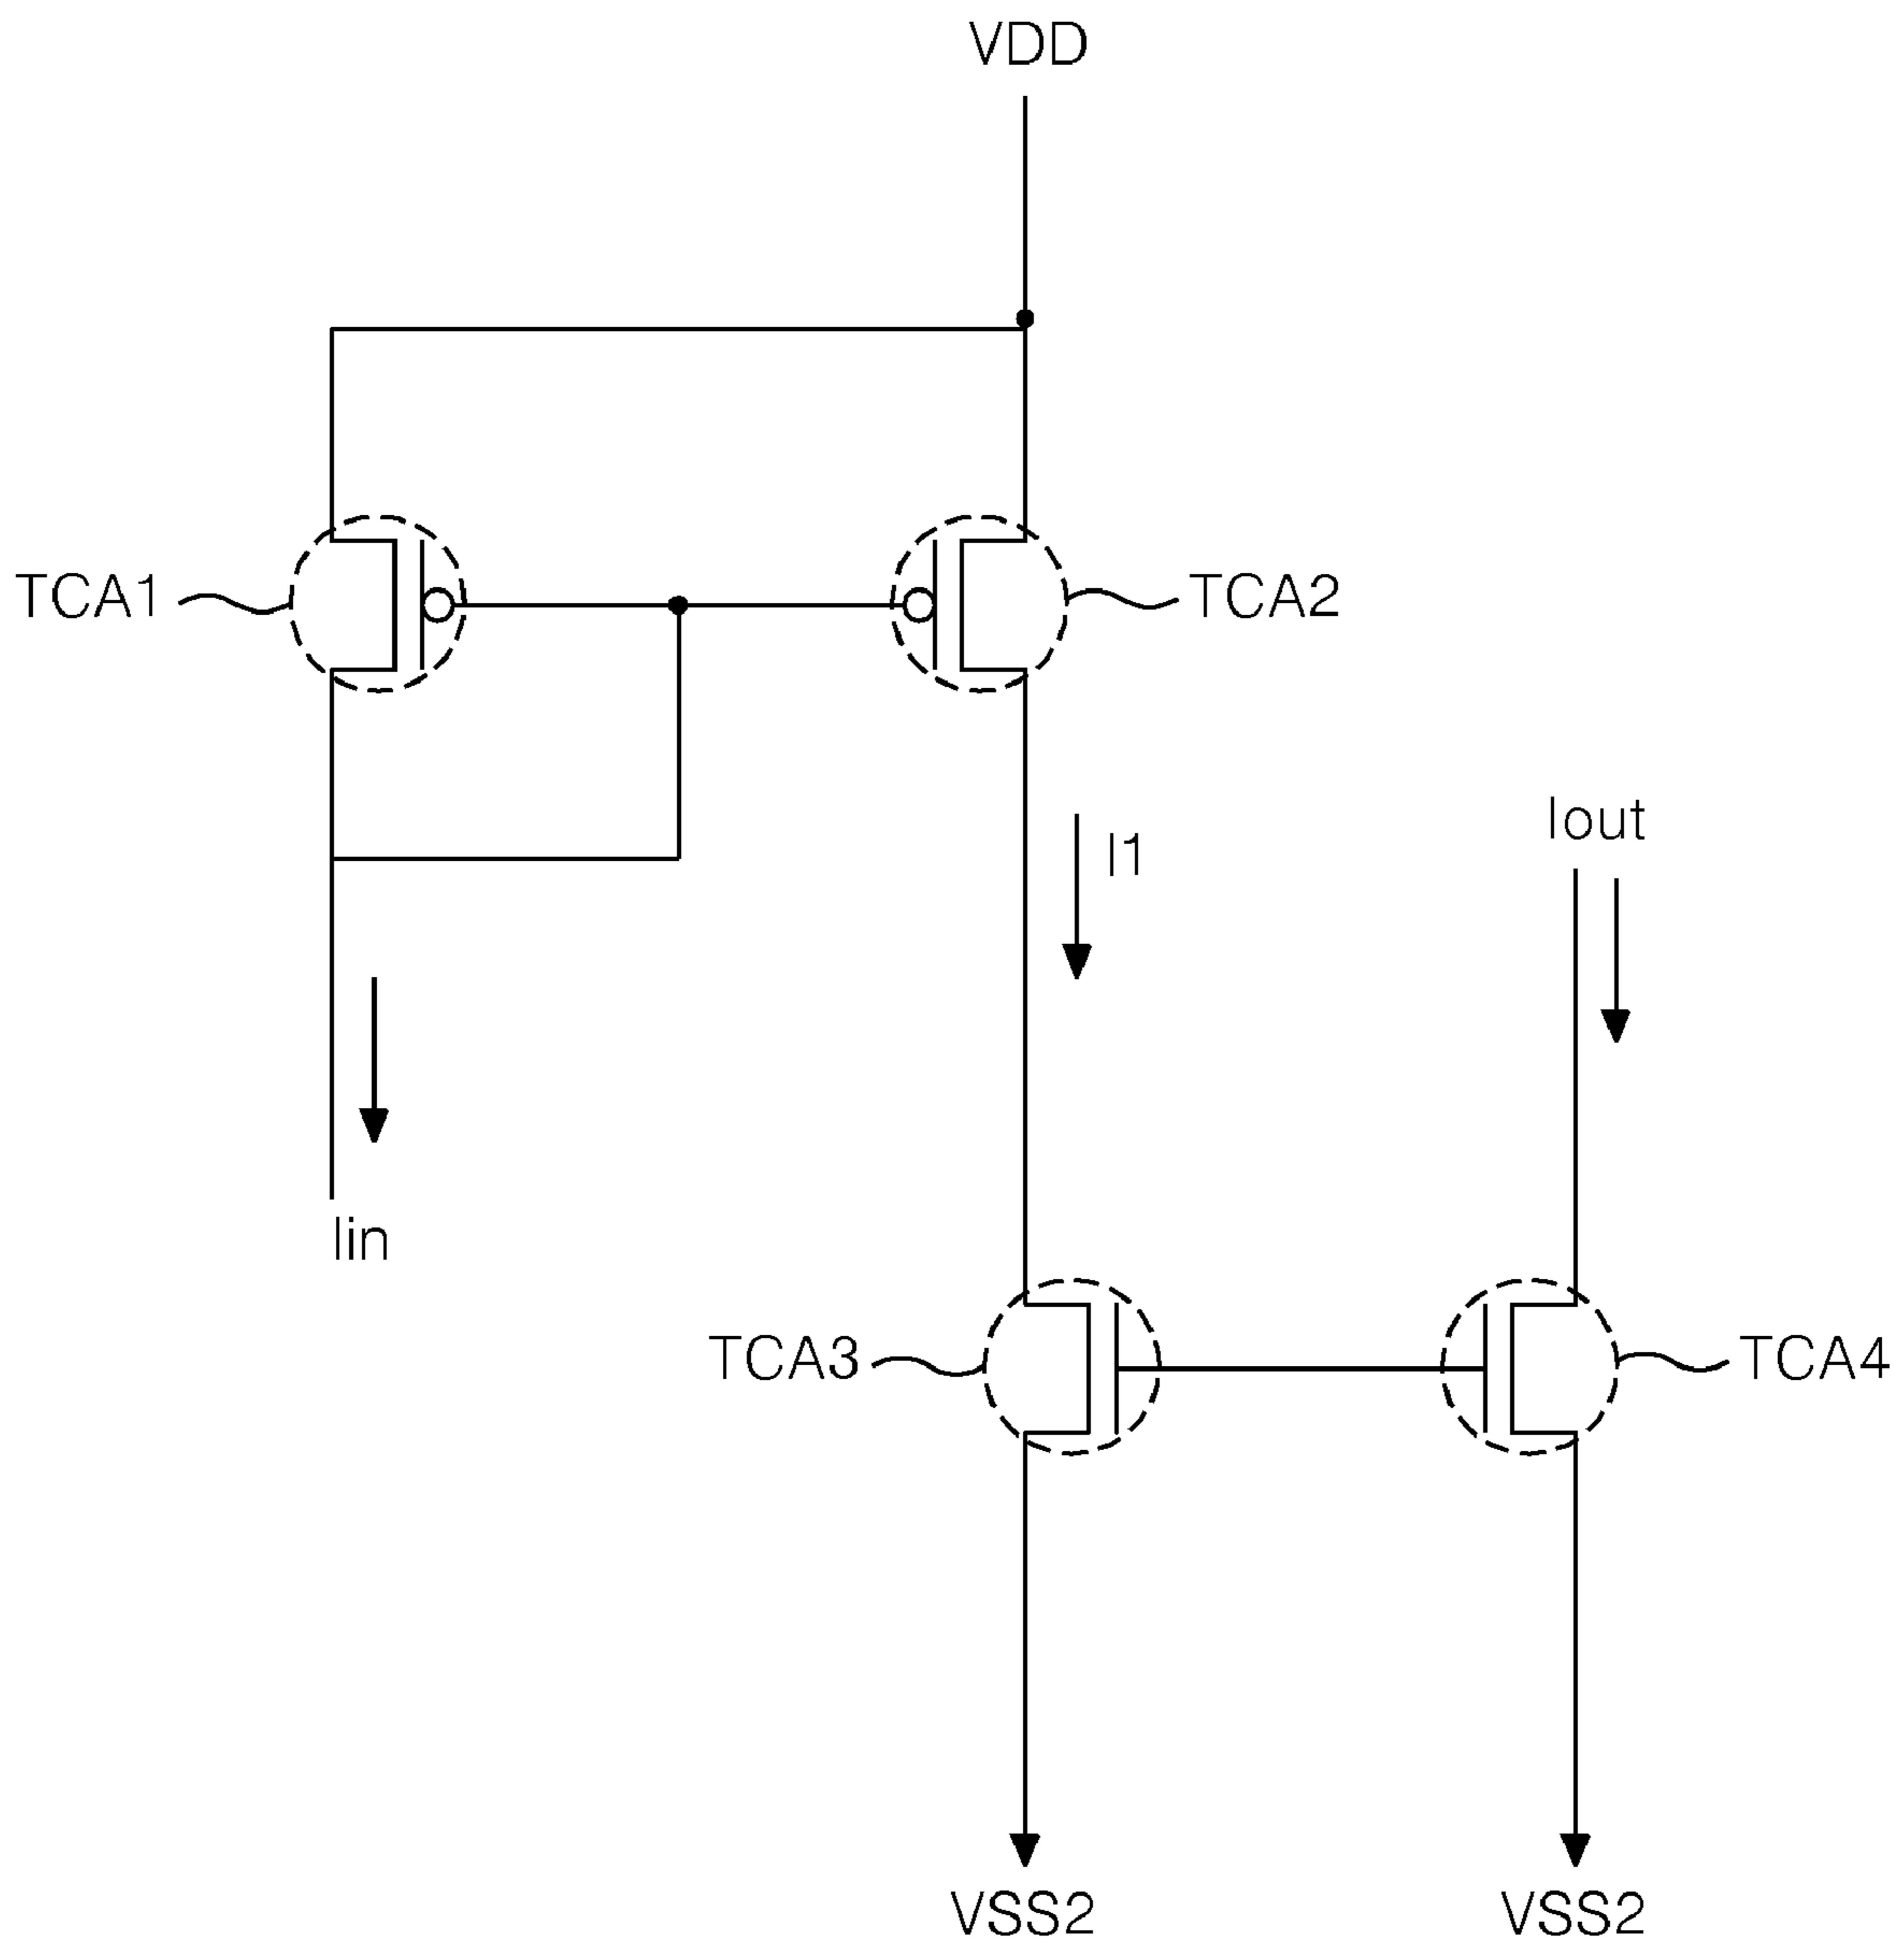 VDD
TCA1
TCA2
I1
Iout
Iin
TCA3
TCA4
VSS2
VSS2